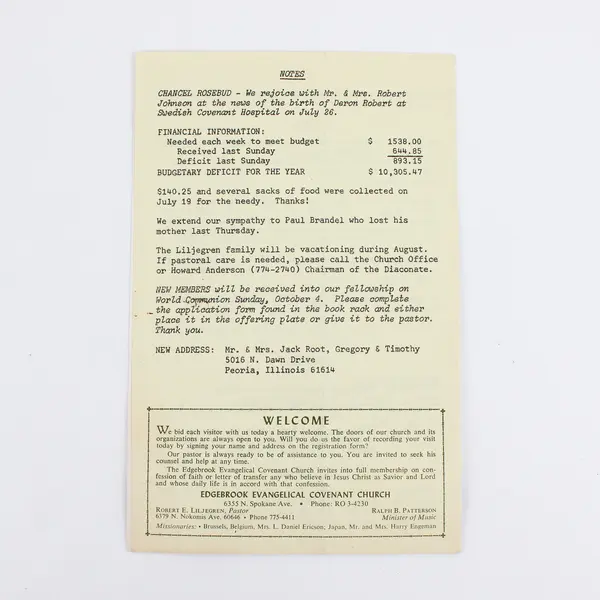 NOTES
CHANCEL ROSEBUD - We rejoice with Mr. & Mrs. Robert
Johnson at the news of the birth of Deron Robert at
Swedish Covenant Hospital on July 26.
FINANCIAL INFORMATION:
Needed each week to meet budget $ 1538.00
Received last Sunday 644.85
Deficit last Sunday 893.15
BUDGETARY DEFICIT FOR THE YEAR $ 10,305.47
$140.25 and several sacks of food were collected on
July 19 for the needy. Thanks!
We extend our sympathy to Paul Brandel who lost his
mother last Thursday.
The Liljegren family will be vacationing during August.
If pastoral care is needed, please call the Church Office
or Howard Anderson (774-2740) Chairman of the Diaconate.
NEW MEMBERS will be received into our fellowship on
World Communion Sunday, October 4. Please complete
the application form found in the book rack and either
place it in the offering plate or give it to the pastor.
Thank you.
NEW ADDRESS: Mr. & Mrs. Jack Root, Gregory & Timothy
5016 N. Dawn Drive
Peoria, Illinois 61614
WELCOME
We bid each visitor with us today a hearty welcome. The doors of our church and its
organizations are always open to you. Will you do us the favor of recording your visit
today by signing your name and address on the registration form?
Our pastor is always ready to be of assistance to you. You are invited to seek his
counsel and help at any time.
The Edgebrook Evangelical Covenant Church invites into full membership on con-
fession of faith or letter of transfer any who believe in Jesus Christ as Savior and Lord
and whose daily life is in accord with that confession.
EDGEBROOK EVANGELICAL COVENANT CHURCH
6355 N. Spokane Ave. • Phone: RO 3-4230
ROBERT E. LILJEGREN, Pastor RALPH B. PATTERSON
6379 N. Nokomis Ave. 60646 • Phone 775-4411 Minister of Music
Missionaries: • Brussels, Belgium, Mrs. L. Daniel Ericson; Japan, Mr. and Mrs. Harry Engeman